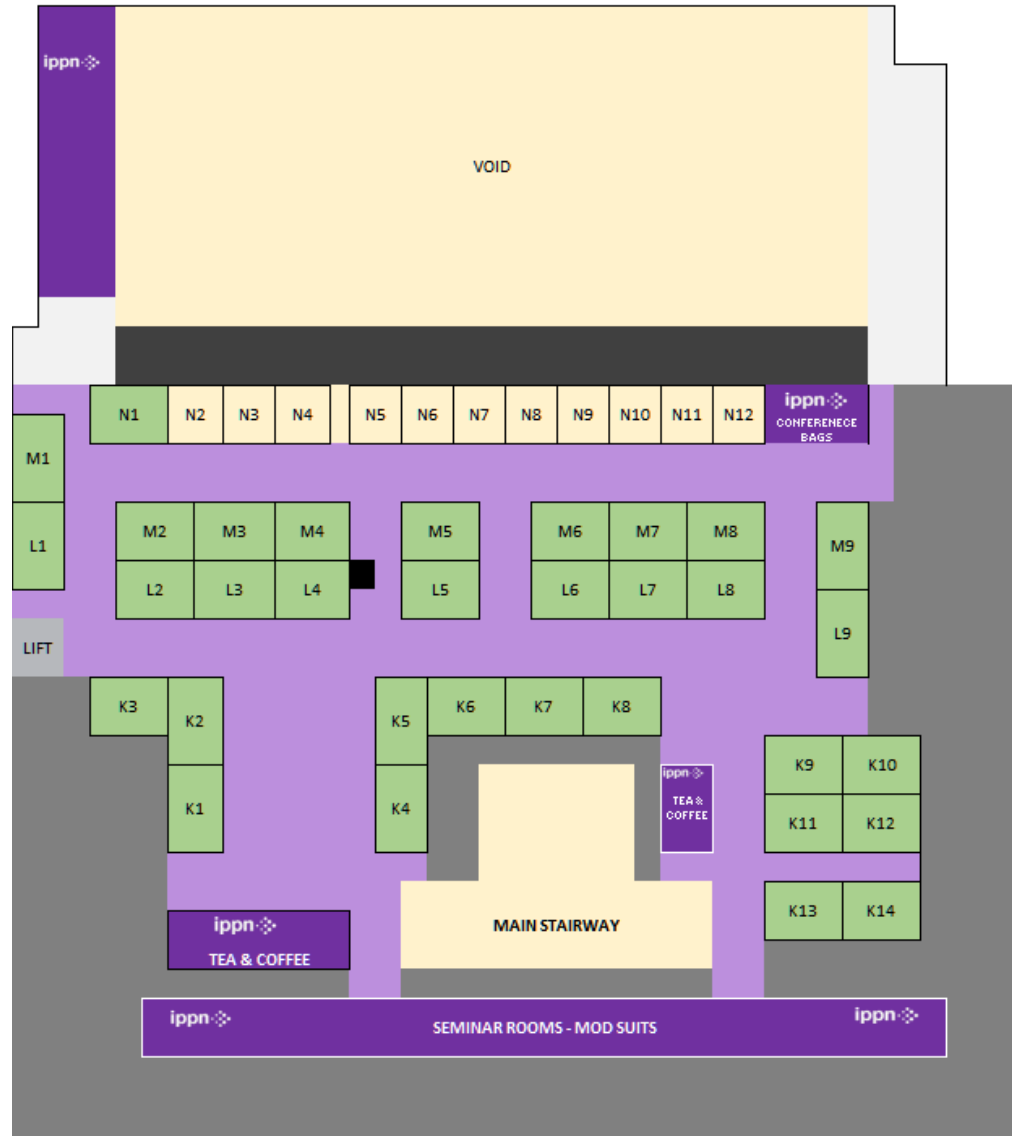 ippn
VOID
N1 N2 N3 N4 N5 N6 N7 N8 N9 N10 N11 N12
ippn
CONFERENECE
BAGS
M1
L1
M2 M3 M4 M5 M6 M7 M8 M9
L2 L3 L4 L5 L6 L7 L8 L9
LIFT
K3 K2 K5 K6 K7 K8
K1 K4
ippn
TEA &
COFFEE
K9 K10
K11 K12
K13 K14
ippn
TEA & COFFEE
MAIN STAIRWAY
ippn SEMINAR ROOMS - MOD SUITS ippn